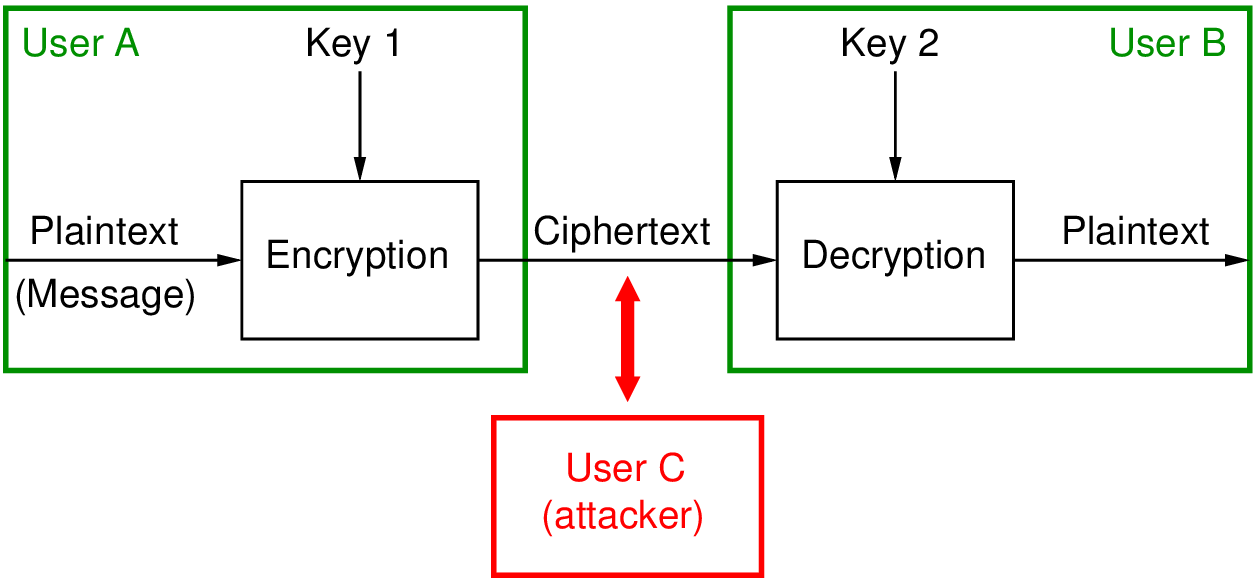 User A
Key 1
Key 2
User B
Plaintext
(Message)
Encryption
Ciphertext
Decryption
Plaintext
User C
(attacker)